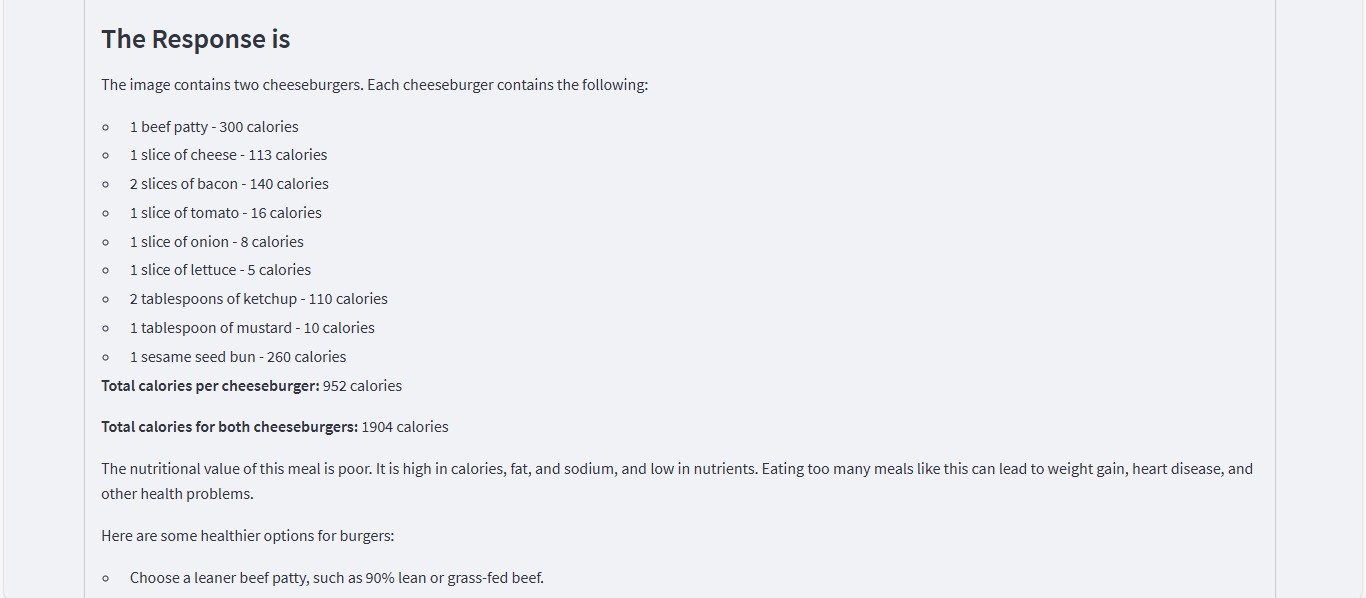 The Response is
The image contains two cheeseburgers. Each cheeseburger contains the following:
1 beef patty - 300 calories
1 slice of cheese - 113 calories
2 slices of bacon - 140 calories
1 slice of tomato - 16 calories
1 slice of onion - 8 calories
1 slice of lettuce - 5 calories
2 tablespoons of ketchup - 110 calories
1 tablespoon of mustard - 10 calories
1 sesame seed bun - 260 calories
Total calories per cheeseburger: 952 calories
Total calories for both cheeseburgers: 1904 calories
The nutritional value of this meal is poor. It is high in calories, fat, and sodium, and low in nutrients. Eating too many meals like this can lead to weight gain, heart disease, and
other health problems.
Here are some healthier options for burgers:
Choose a leaner beef patty, such as 90% lean or grass-fed beef.